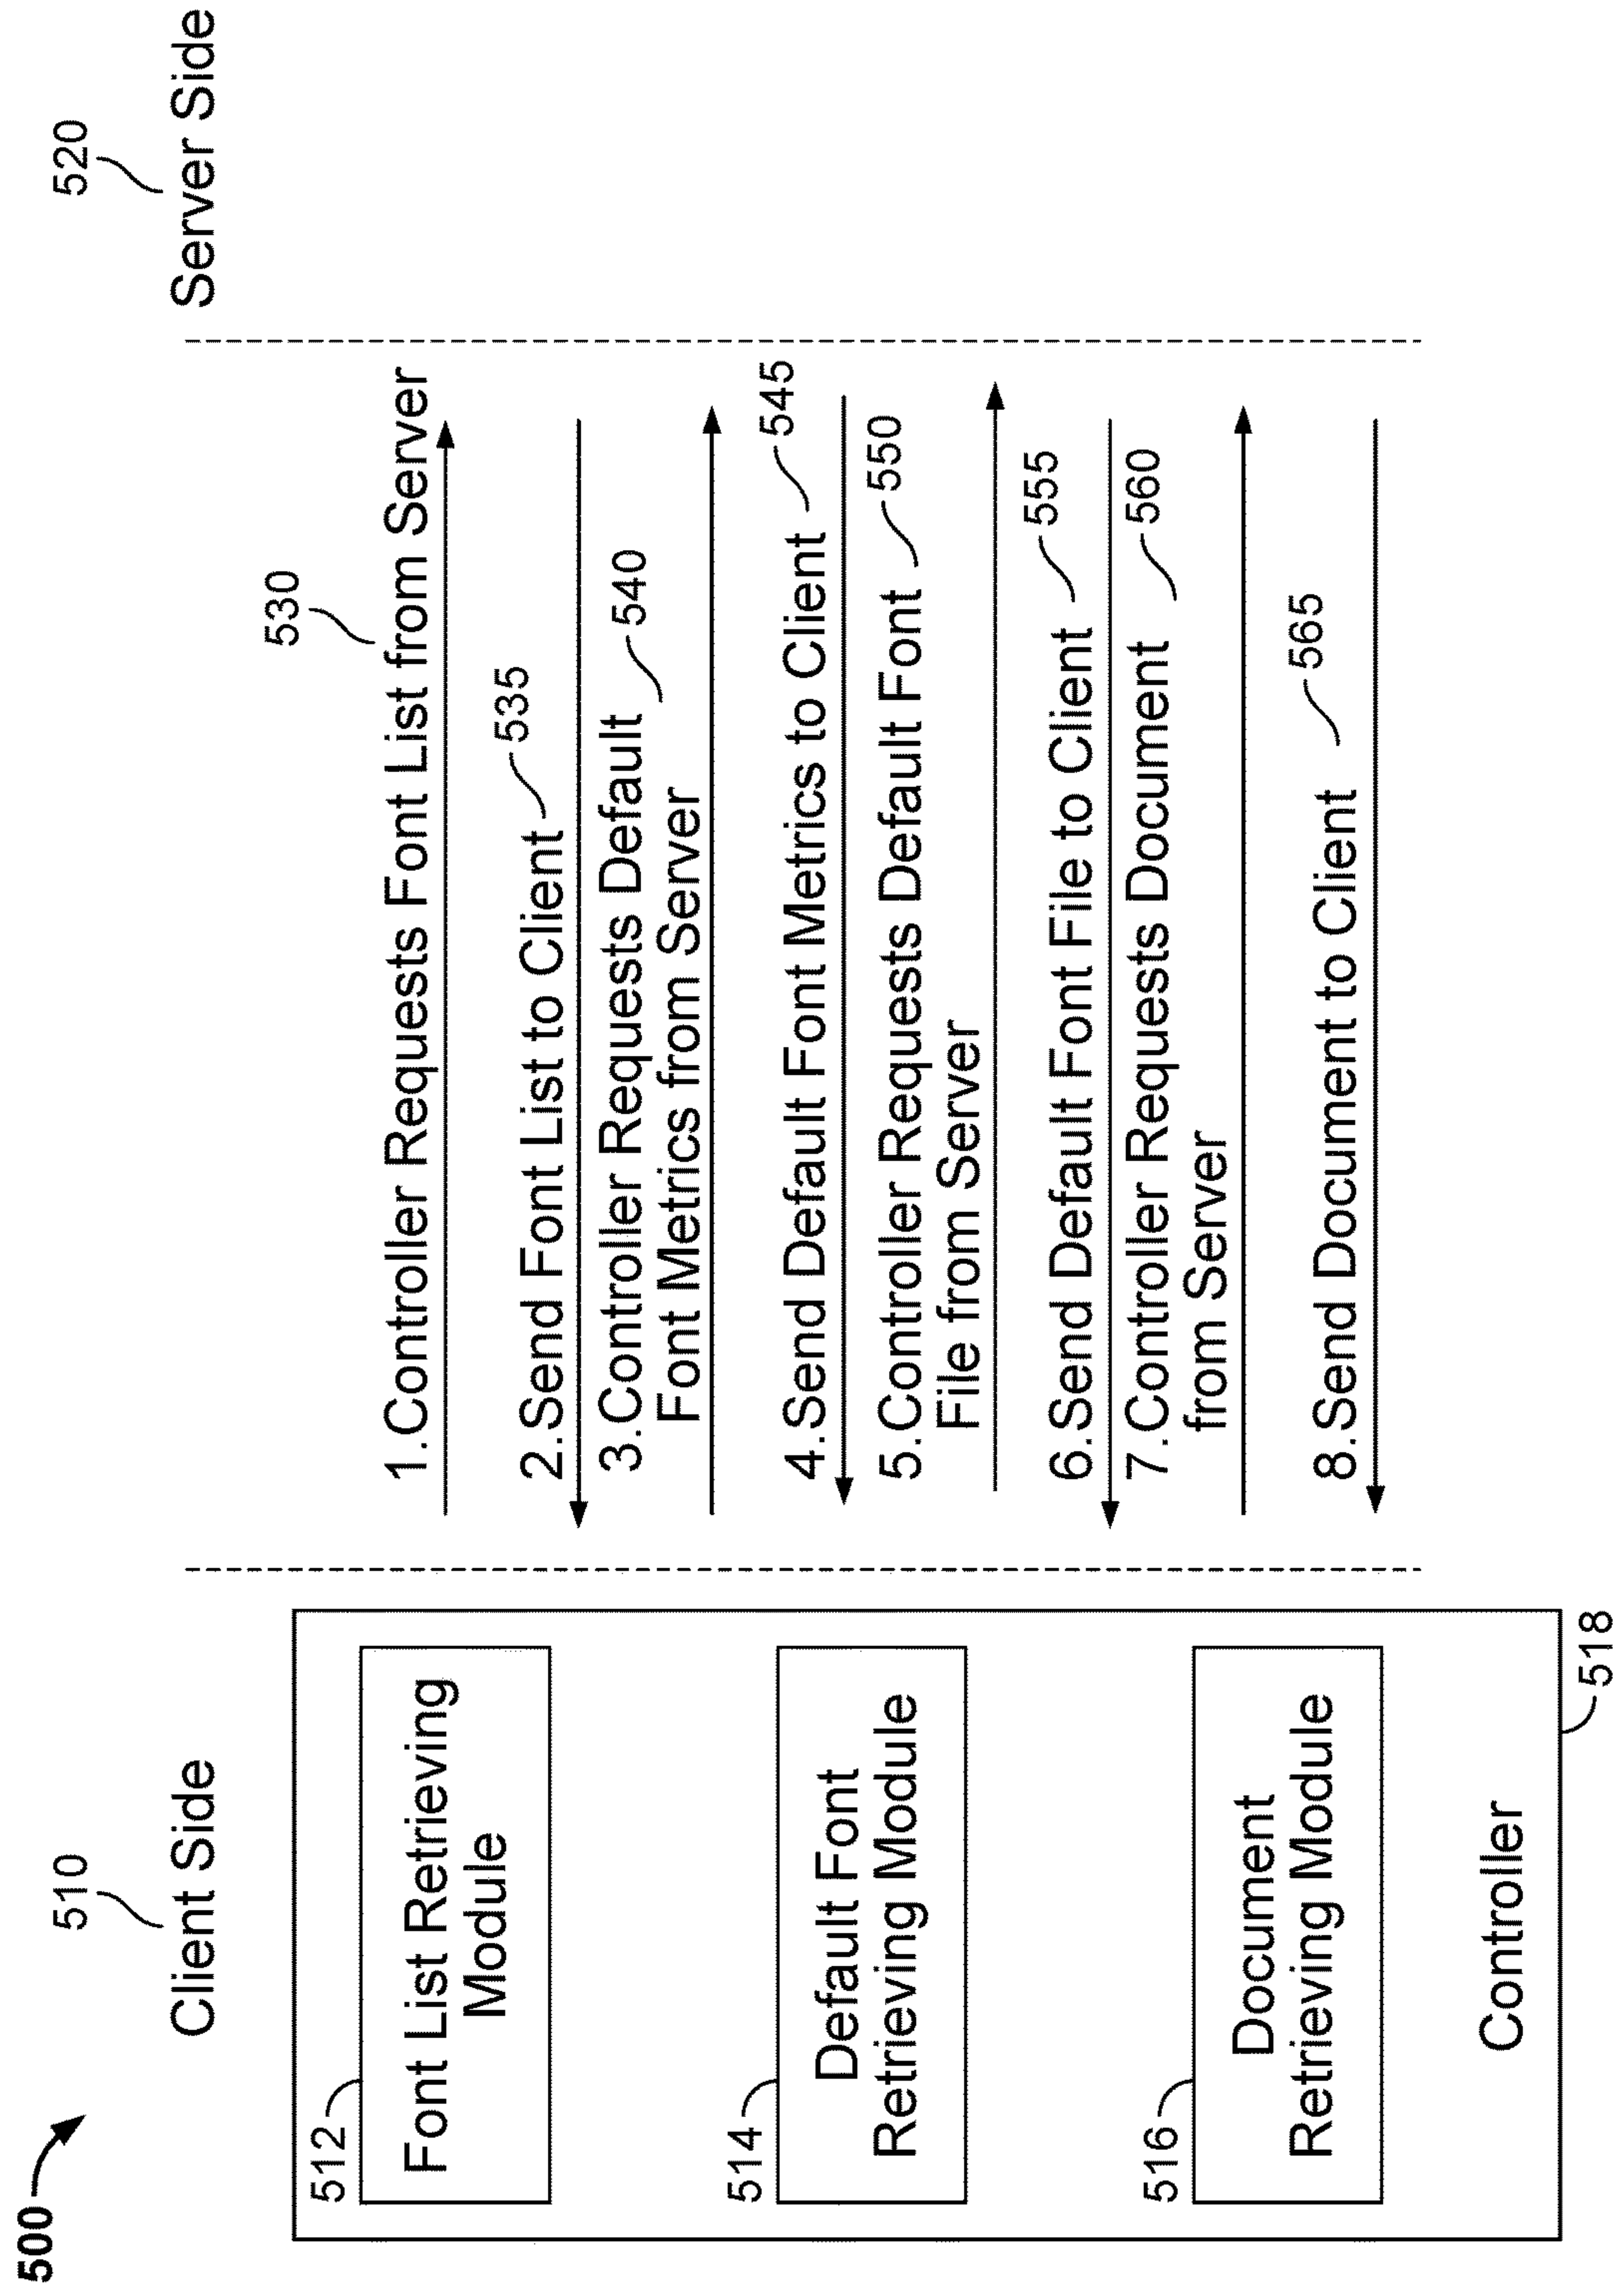 500
510
Client Side
520
Server Side
512
Font List Retrieving
Module
514
Default Font
Retrieving Module
516
Document
Retrieving Module
Controller
518
530
1.Controller Requests Font List from Server
2.Send Font List to Client
535
3.Controller Requests Default
540
Font Metrics from Server
4.Send Default Font Metrics to Client
545
5.Controller Requests Default Font
550
File from Server
6.Send Default Font File to Client
555
7.Controller Requests Document
560
from Server
8.Send Document to Client
565